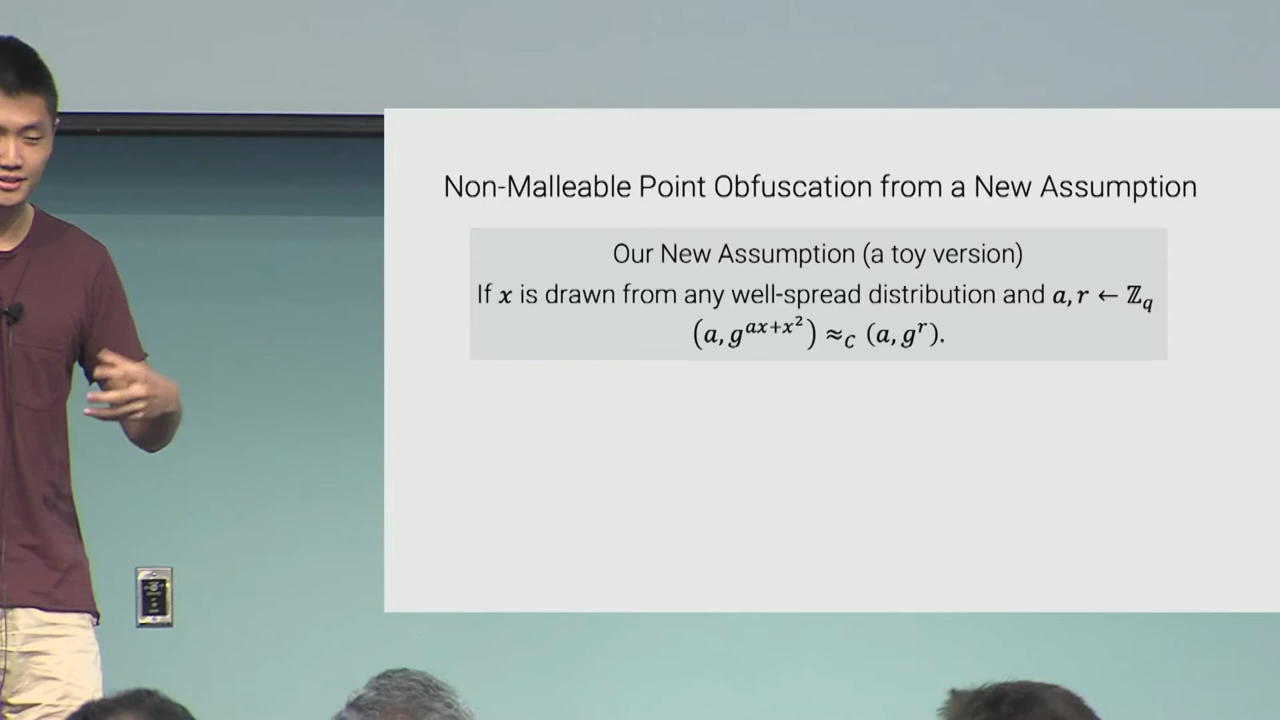 Non-Malleable Point Obfuscation from a New Assumption
Our New Assumption (a toy version)
If x is drawn from any well-spread distribution and a, r ← ℤ_q
(a, g^{ax+x²}) ≈_C (a, g^r).